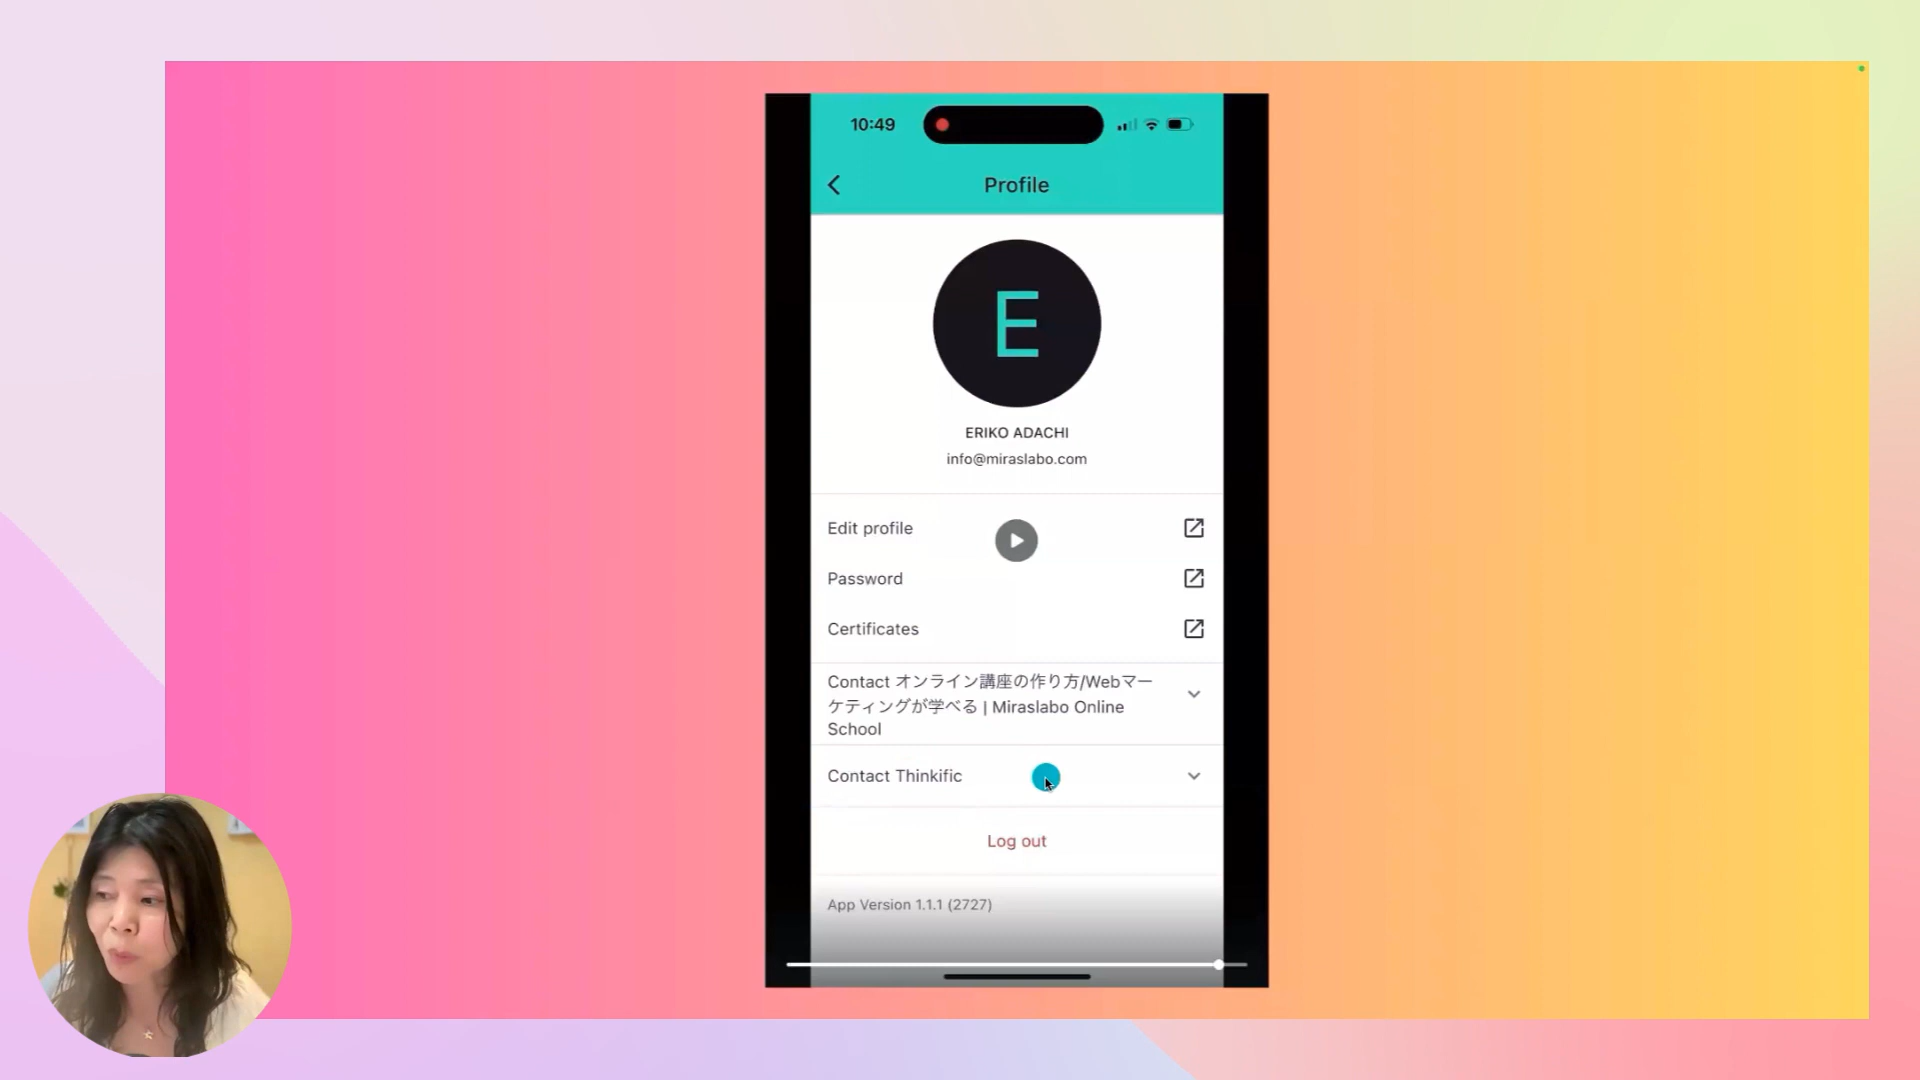 10:49
Profile
E
ERIKO ADACHI
info@miraslabo.com
Edit profile
Password
Certificates
Contact オンライン講座の作り方/Webマー
ケティングが学べる | Miraslabo Online
School
Contact Thinkific
Log out
App Version 1.1.1 (2727)